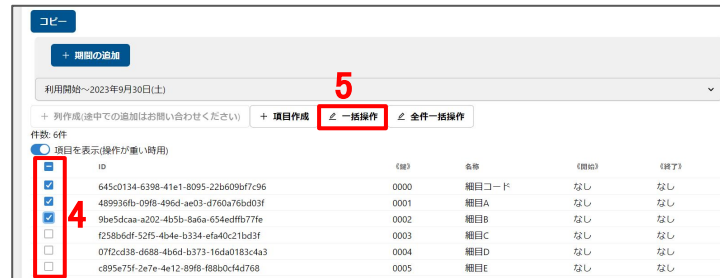 コピー
+ 期間の追加
利用開始~2023年9月30日(土)
5
+ 列作成(途中での追加はお問い合わせください) + 項目作成 一括操作 全件一括操作
件数: 6件
項目を表示(操作が重い時用)
ID 《鍵》 名称 《開始》 《終了》
645c0134-6398-41e1-8095-22b609bf7c96 0000 細目コード なし なし
489936fb-09f8-496d-ae03-d760a76bd03f 0001 細目A なし なし
4
9be5dcaa-a202-4b5b-8a6a-654edffb77fe 0002 細目B なし なし
f258b6df-52f5-4b4e-b334-efa40c21bd3f 0003 細目C なし なし
07f2cd38-d688-4b6d-b373-16da0183c4a3 0004 細目D なし なし
c895e75f-2e7e-4e12-89f8-f88b0cf4d768 0005 細目E なし なし